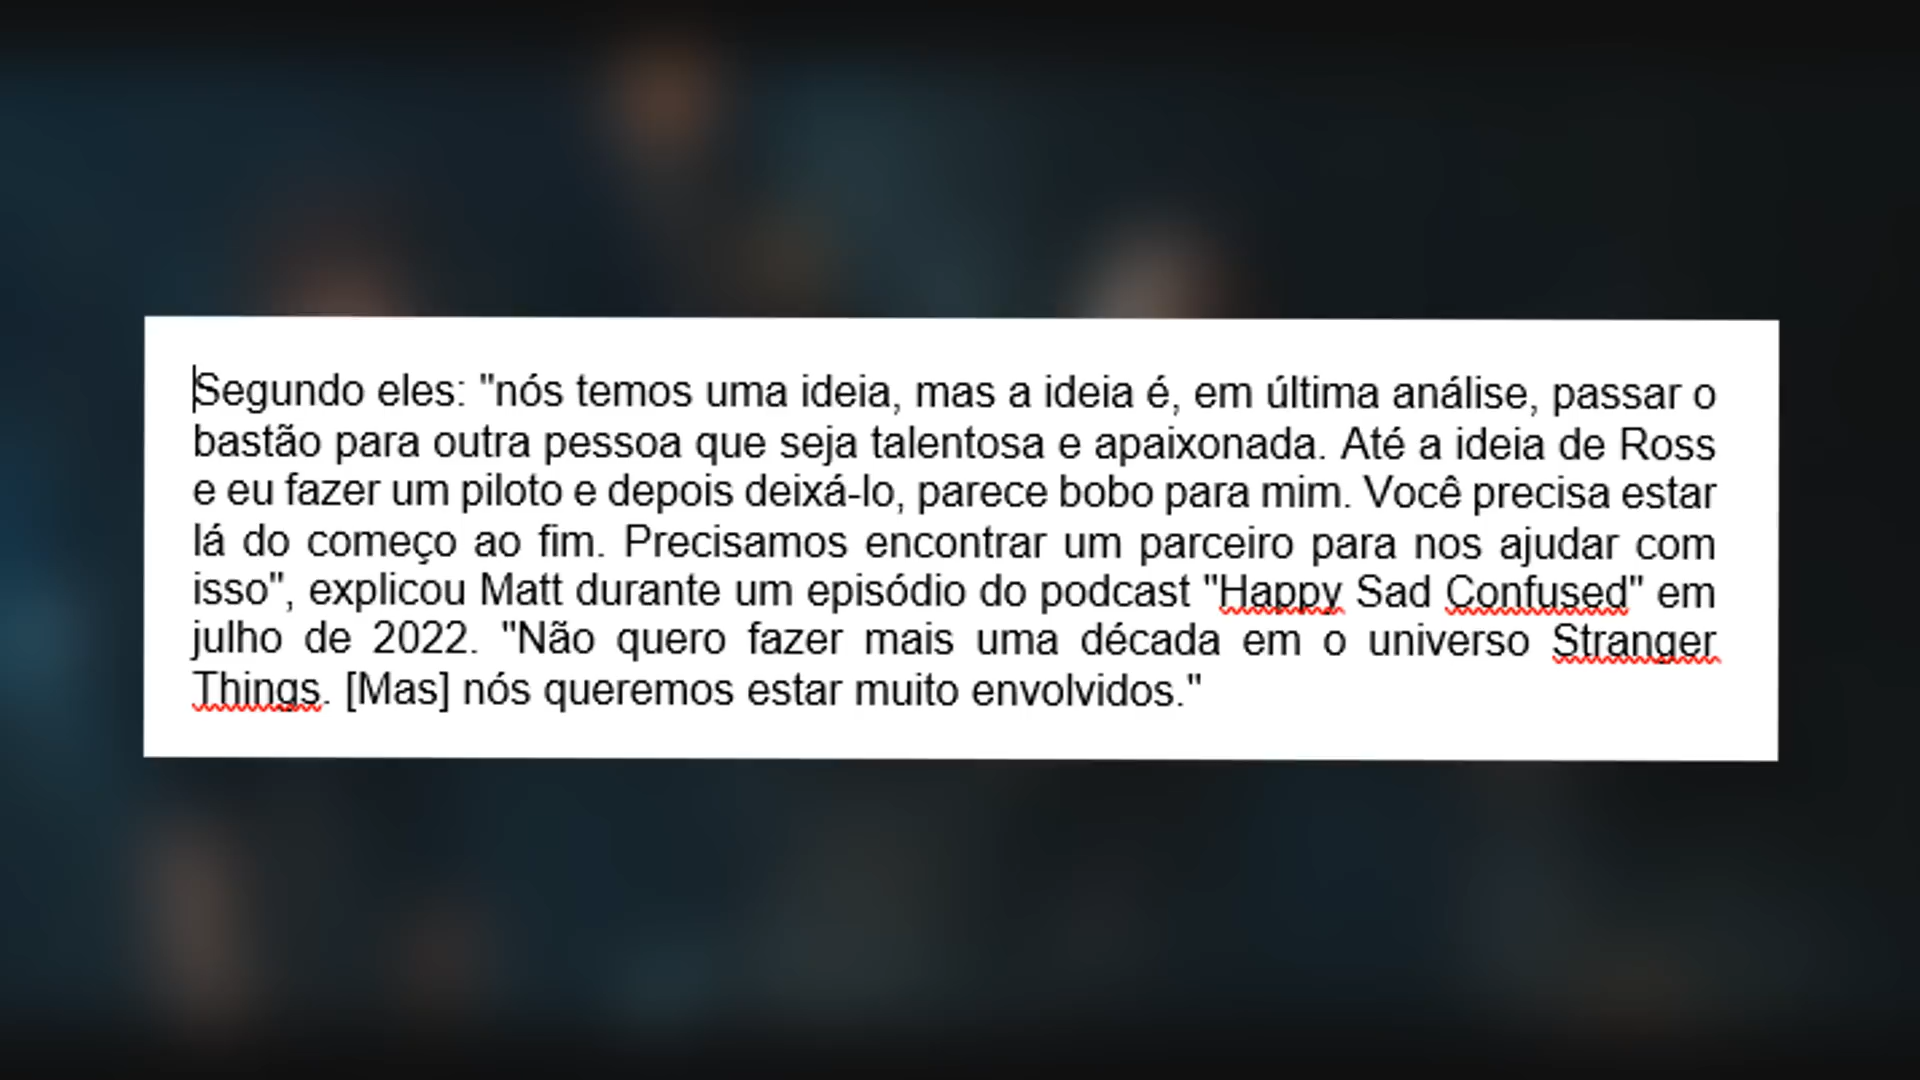 Segundo eles: "nós temos uma ideia, mas a ideia é, em última análise, passar o
bastão para outra pessoa que seja talentosa e apaixonada. Até a ideia de Ross
e eu fazer um piloto e depois deixá-lo, parece bobo para mim. Você precisa estar
lá do começo ao fim. Precisamos encontrar um parceiro para nos ajudar com
isso", explicou Matt durante um episódio do podcast "Happy Sad Confused" em
julho de 2022. "Não quero fazer mais uma década em o universo Stranger
Things. [Mas] nós queremos estar muito envolvidos."